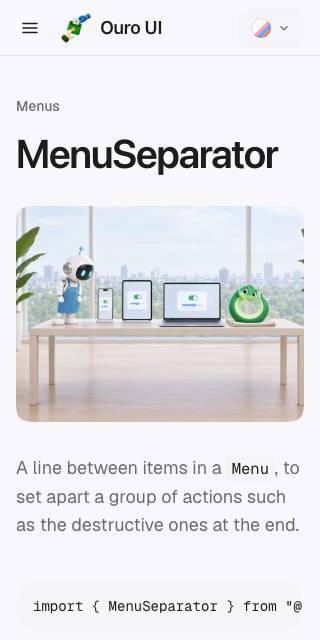 Ouro UI
Menus
MenuSeparator
A line between items in a Menu, to
set apart a group of actions such
as the destructive ones at the end.
import { MenuSeparator } from "@